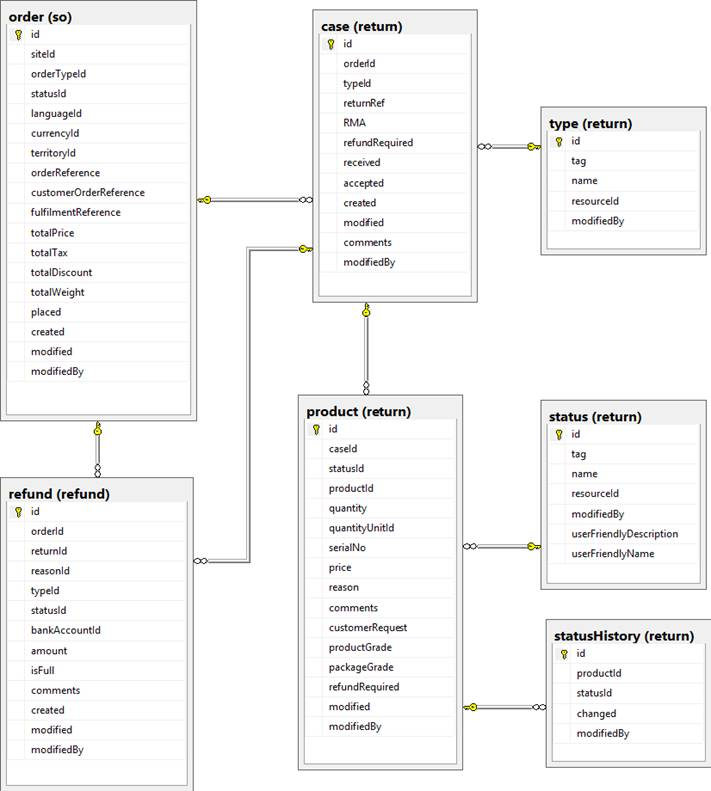 order (so)
id
siteId
orderTypeId
statusId
languageId
currencyId
territoryId
orderReference
customerOrderReference
fulfilmentReference
totalPrice
totalTax
totalDiscount
totalWeight
placed
created
modified
modifiedBy
case (return)
id
orderId
typeId
returnRef
RMA
refundRequired
received
accepted
created
modified
comments
modifiedBy
type (return)
id
tag
name
resourceId
modifiedBy
refund (refund)
id
orderId
returnId
reasonId
typeId
statusId
bankAccountId
amount
isFull
comments
created
modified
modifiedBy
product (return)
id
caseId
statusId
productId
quantity
quantityUnitId
serialNo
price
reason
comments
customerRequest
productGrade
packageGrade
refundRequired
modified
modifiedBy
status (return)
id
tag
name
resourceId
modifiedBy
userFriendlyDescription
userFriendlyName
statusHistory (return)
id
productId
statusId
changed
modifiedBy